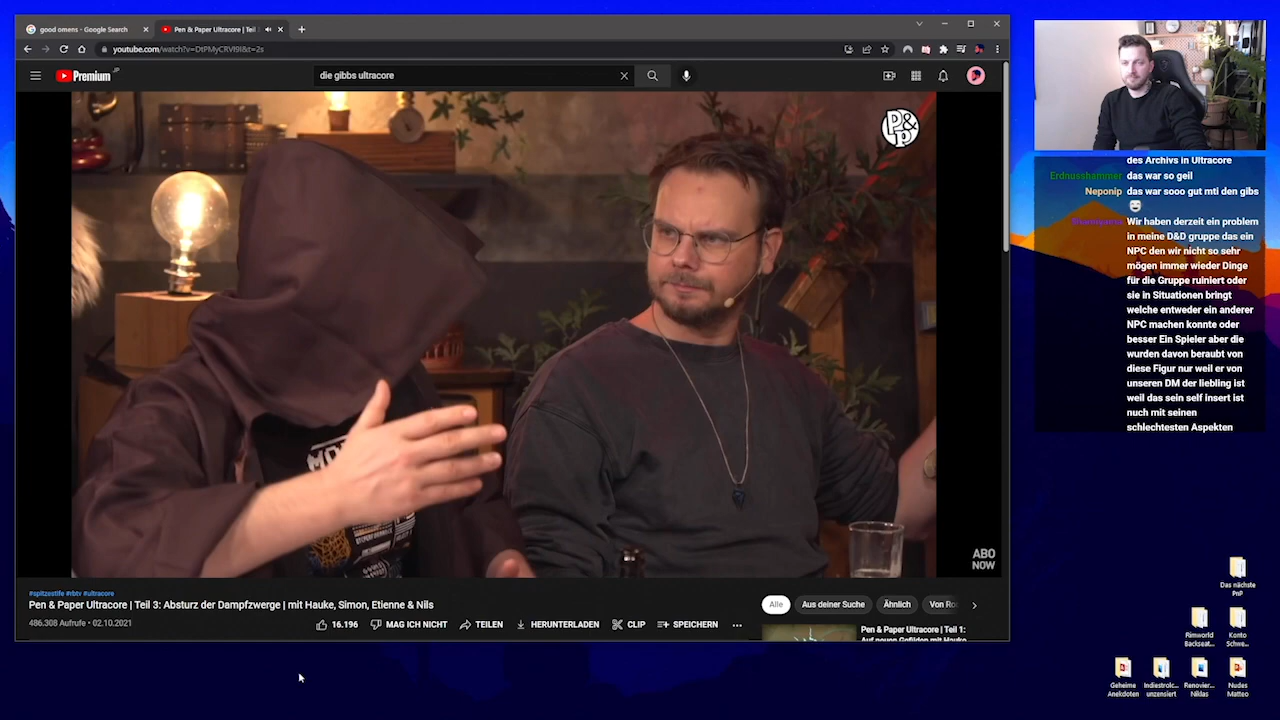 good omens - Google Search
Pen & Paper Ultracore | Teil
youtube.com/watch?v=DtPMyCRVl9I&t=2s
Premium
JP
die gibbs ultracore
P&P
ABO
NOW
#spitzestife #rbtv #ultracore
Pen & Paper Ultracore | Teil 3: Absturz der Dampfzwerge | mit Hauke, Simon, Etienne & Nils
486.308 Aufrufe • 02.10.2021
16.196
MAG ICH NICHT
TEILEN
HERUNTERLADEN
CLIP
SPEICHERN
Alle
Aus deiner Suche
Ähnlich
Von Ro
Pen & Paper Ultracore | Teil 1:
Auf neuen Gefilden mit Hauke
des Archivs in Ultracore
Erdnusshammer das war so geil
Neponip das war sooo gut mti den gibs
Wir haben derzeit ein problem
in meine D&D gruppe das ein
NPC den wir nicht so sehr
mögen immer wieder Dinge
für die Gruppe ruiniert oder
sie in Situationen bringt
welche entweder ein anderer
NPC machen konnte oder
besser Ein Spieler aber die
wurden davon beraubt von
diese Figur nur weil er von
unseren DM der liebling ist
weil das sein self insert ist
nuch mit seinen
schlechtesten Aspekten
Das nächste
PnP
Rimworld
Backseat...
Konto
Schwe...
Geheime
Anekdoten
Indiestrolc...
unzensiert
Renovier...
Niklas
Nudes
Matteo